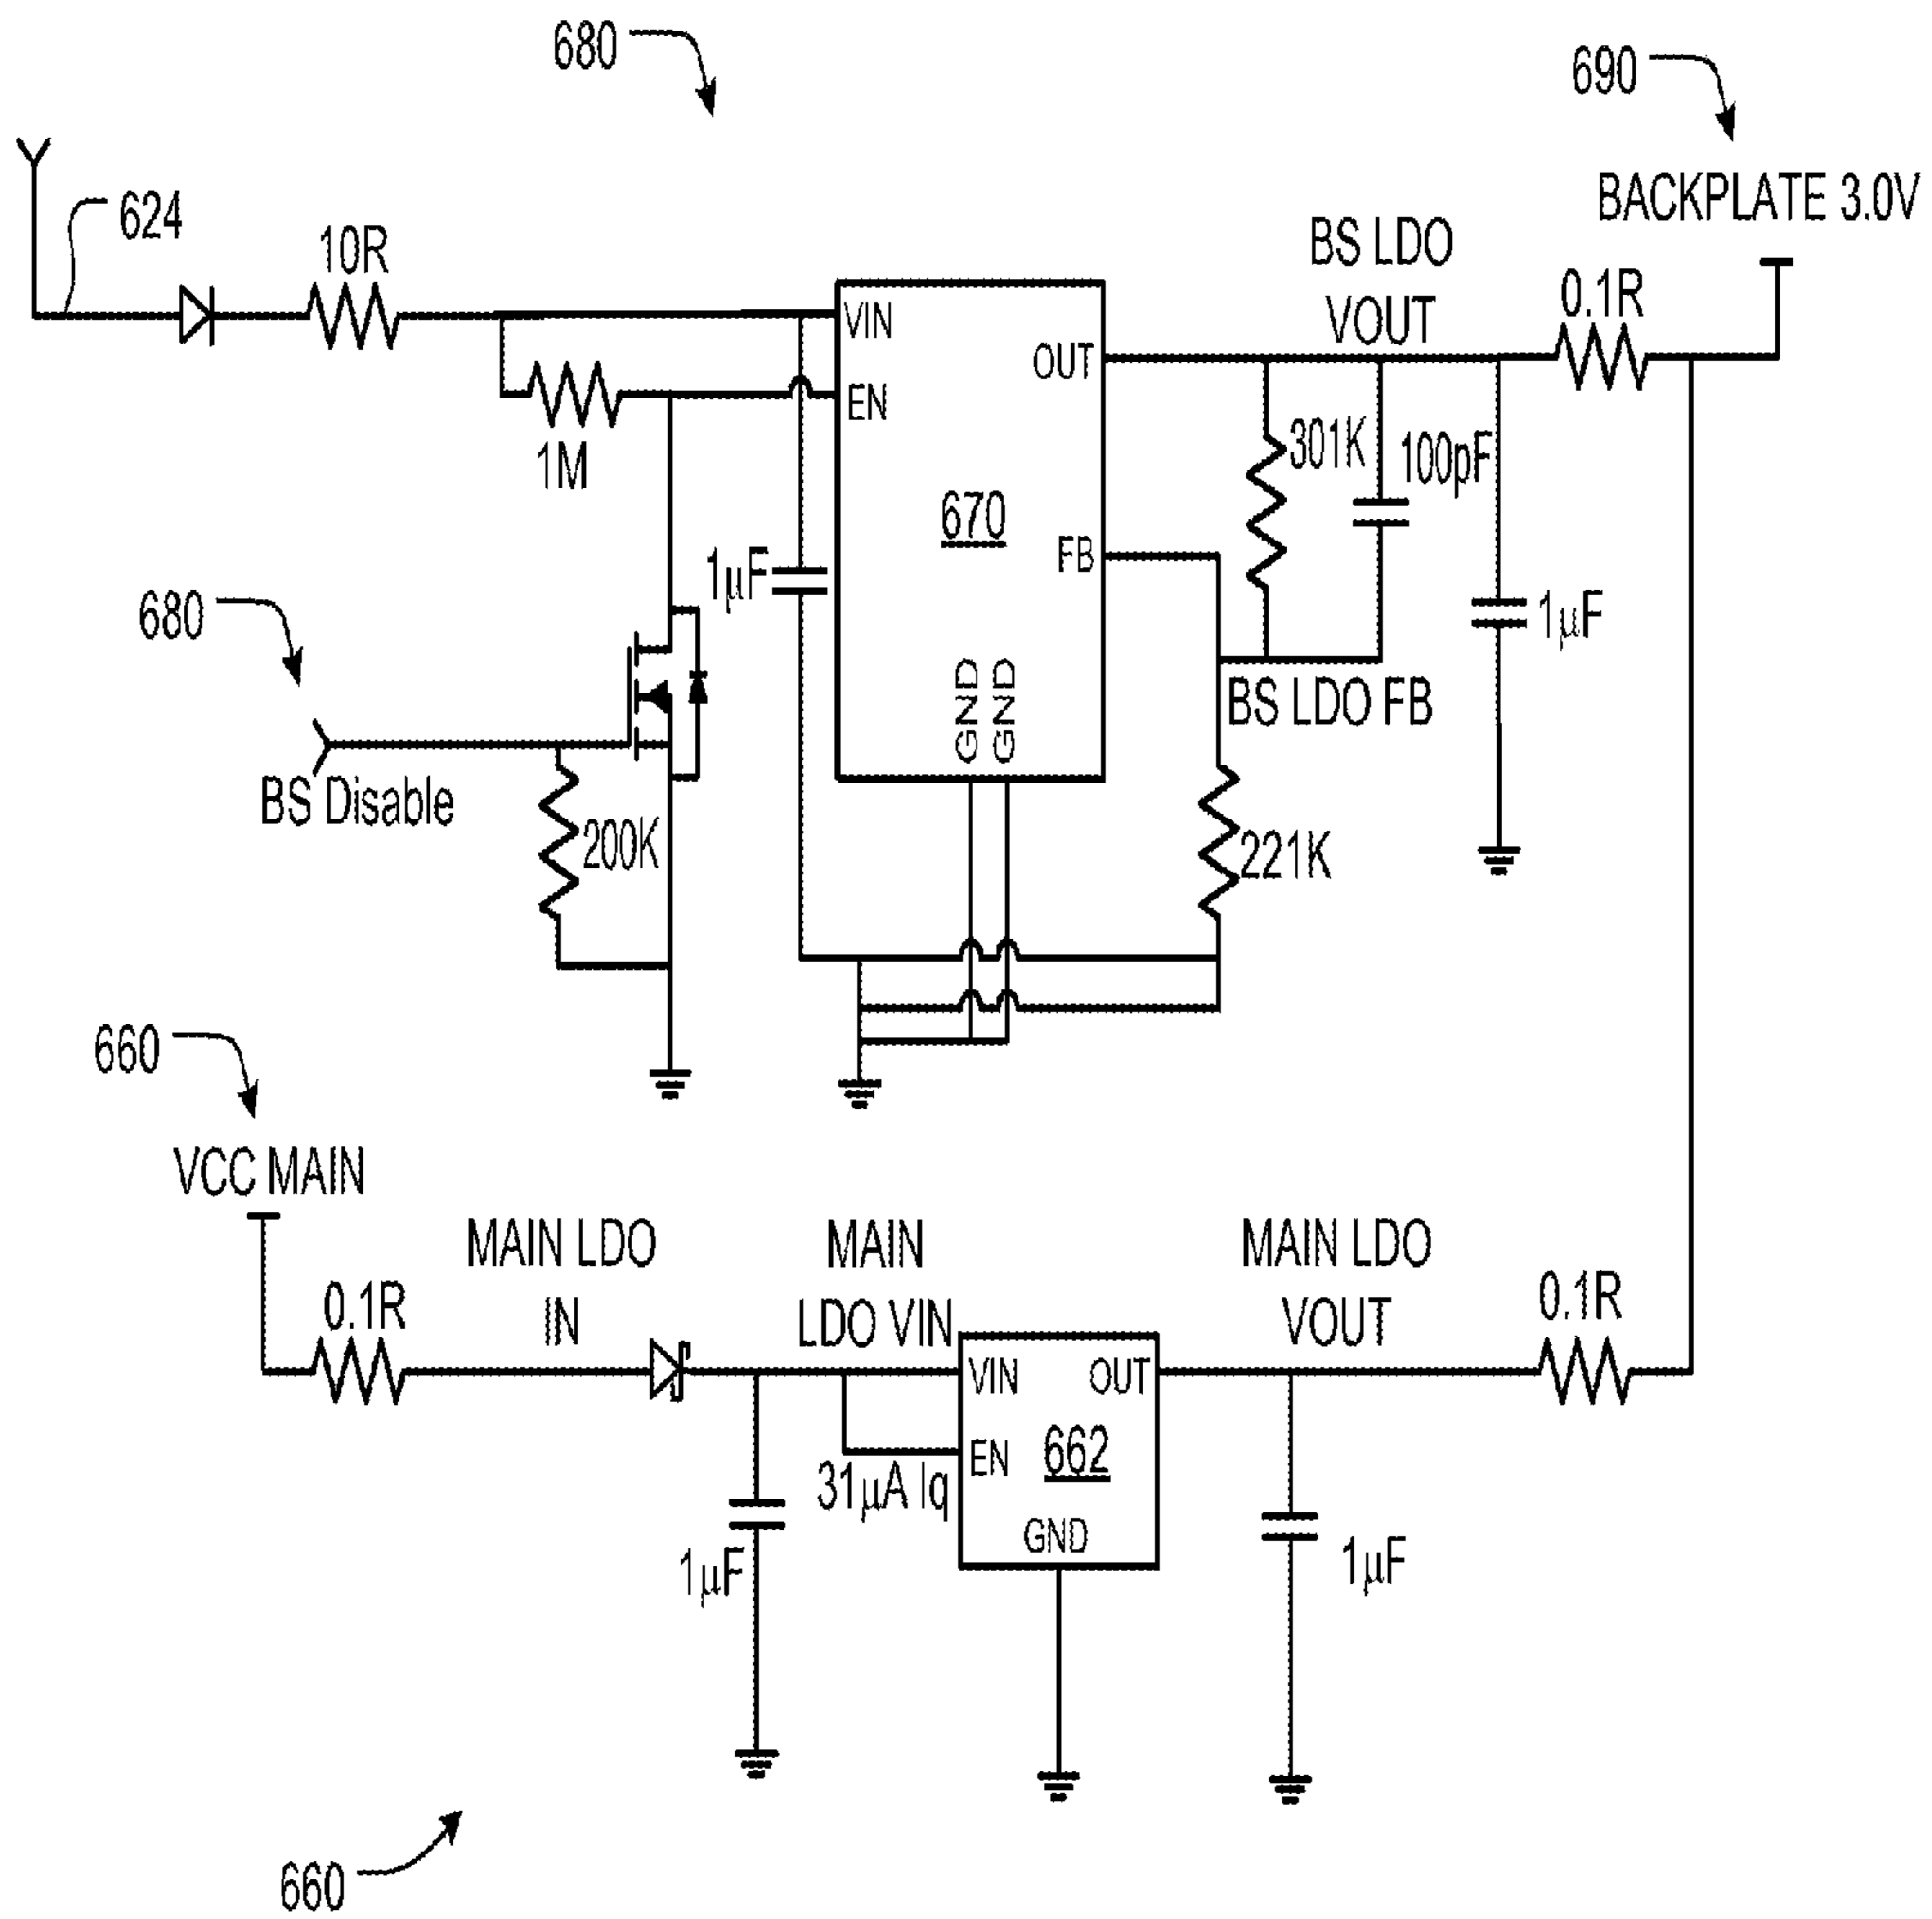 680
690
624
10R
BACKPLATE 3.0V
BS LDO
VOUT
0.1R
VIN
OUT
EN
1M
301K
100pF
670
FB
1µF
1µF
680
GND
GND
BS LDO FB
BS Disable
200K
221K
660
VCC MAIN
MAIN LDO
IN
MAIN
LDO VIN
MAIN LDO
VOUT
0.1R
0.1R
VIN
OUT
EN
662
31µA Iq
GND
1µF
1µF
660